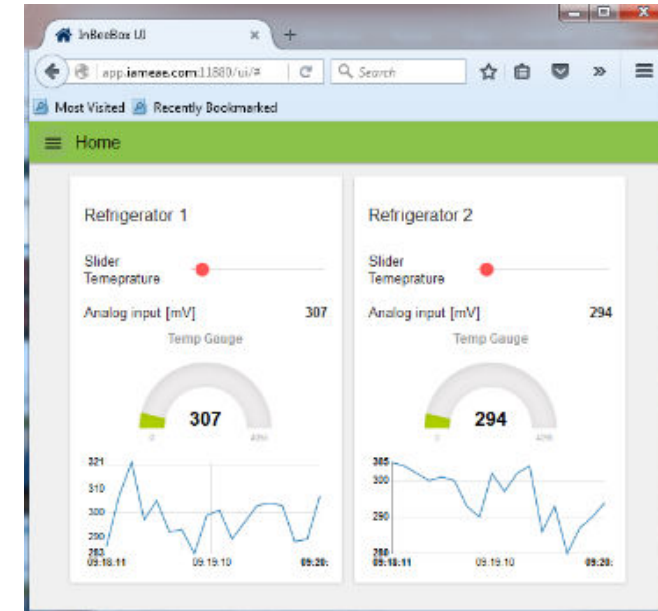 InBeeBox UI
app.iameae.com:11880/ui/#
Search
Most Visited Recently Bookmarked
Home
Refrigerator 1
Slider
Temeprature
Analog input [mV] 307
Temp Gauge
307
0
321
310
300
290
283
09:18:11 09:19:10 09:20:
Refrigerator 2
Slider
Temeprature
Analog input [mV] 294
Temp Gauge
294
0
300
290
09:18:11 09:19:10 09:20: